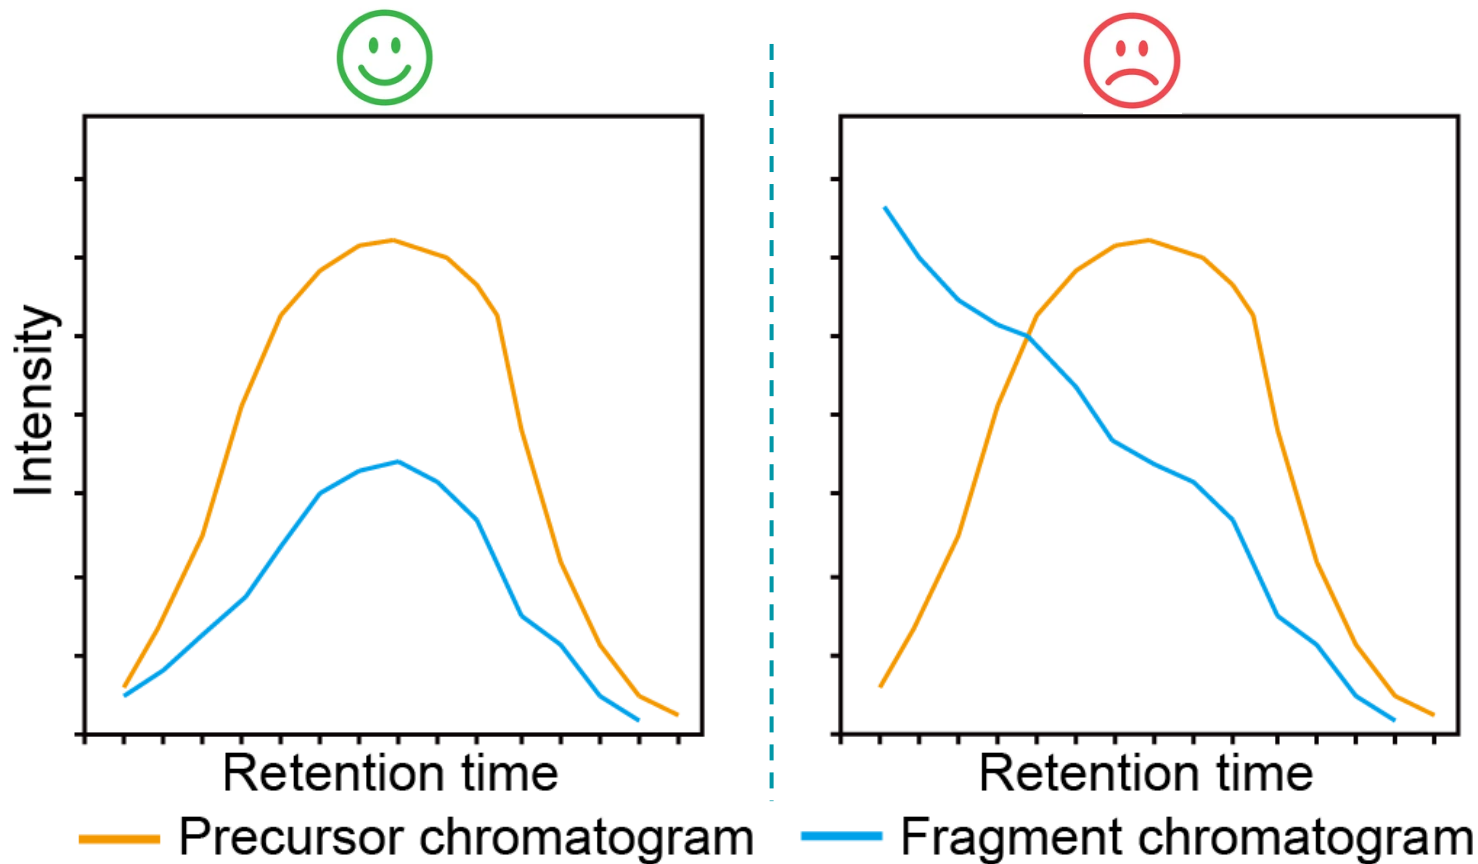 Intensity
Retention time
Retention time
Precursor chromatogram
Fragment chromatogram